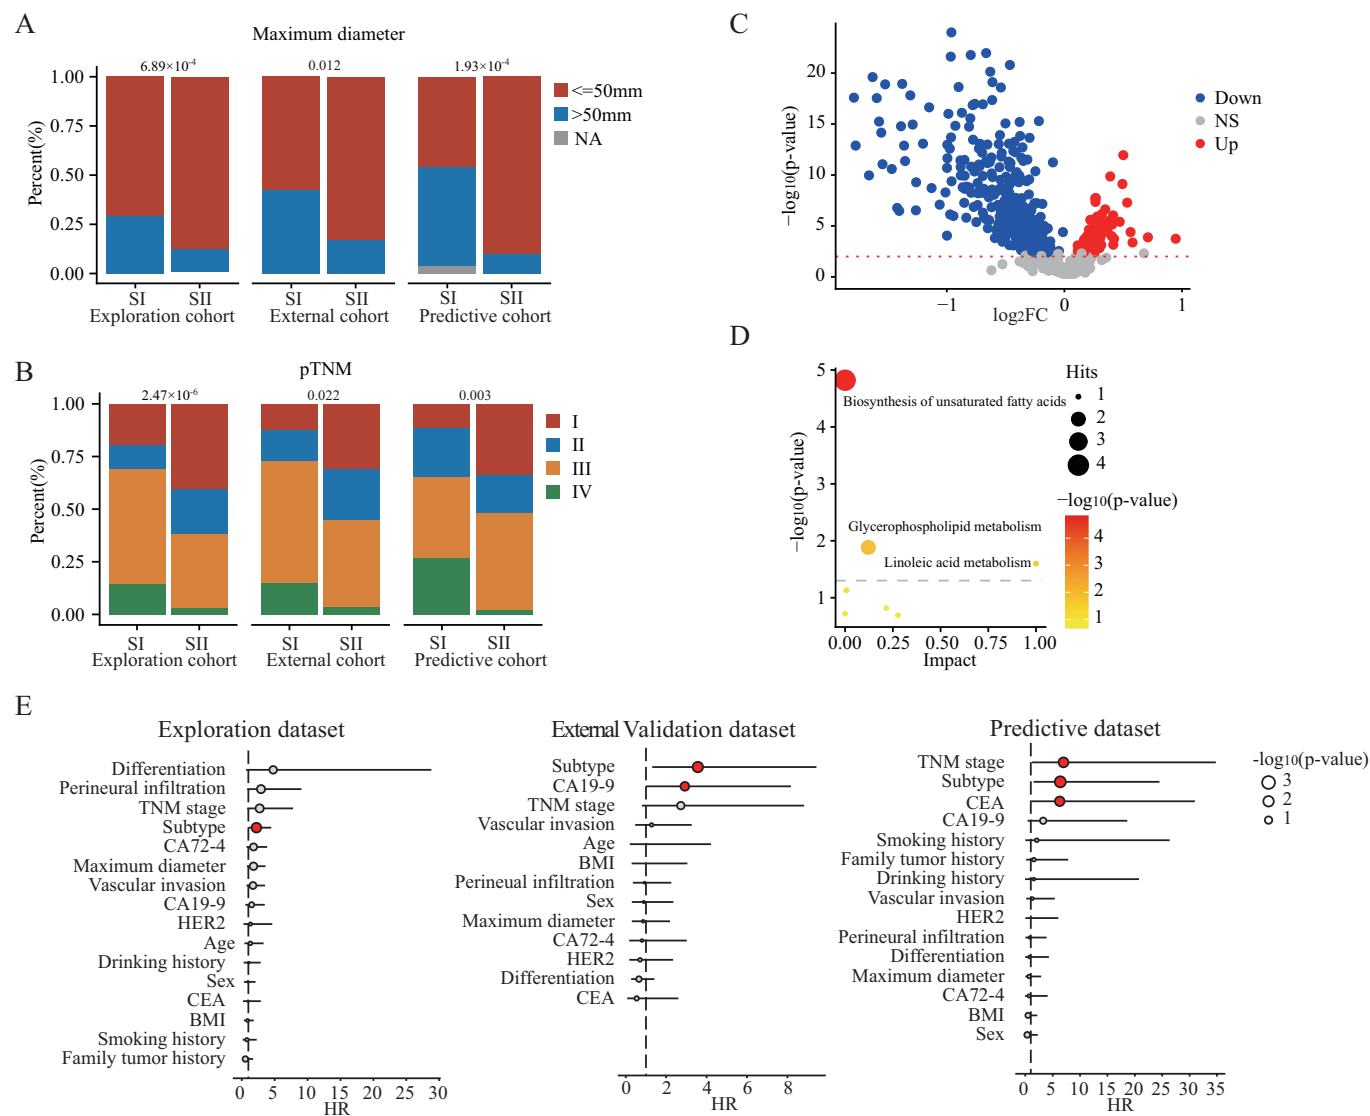 A
Maximum diameter
6.89×10⁻⁴
0.012
1.93×10⁻⁴
Percent(%)
1.00
0.75
0.50
0.25
0.00
SI
SII
SI
SII
SI
SII
Exploration cohort
External cohort
Predictive cohort
<=50mm
>50mm
NA
B
pTNM
2.47×10⁻⁶
0.022
0.003
Percent(%)
1.00
0.75
0.50
0.25
0.00
SI
SII
SI
SII
SI
SII
Exploration cohort
External cohort
Predictive cohort
I
II
III
IV
C
−log10(p-value)
20
15
10
5
0
−1
0
1
log2FC
Down
NS
Up
D
−log10(p-value)
5
4
3
2
1
Biosynthesis of unsaturated fatty acids
Glycerophospholipid metabolism
Linoleic acid metabolism
0.00
0.25
0.50
0.75
1.00
Impact
Hits
1
2
3
4
−log10(p-value)
4
3
2
1
E
Exploration dataset
Differentiation
Perineural infiltration
TNM stage
Subtype
CA72-4
Maximum diameter
Vascular invasion
CA19-9
HER2
Age
Drinking history
Sex
CEA
BMI
Smoking history
Family tumor history
0
5
10
15
20
25
30
HR
External Validation dataset
Subtype
CA19-9
TNM stage
Vascular invasion
Age
BMI
Perineual infiltration
Sex
Maximum diameter
CA72-4
HER2
Differentiation
CEA
0
2
4
6
8
HR
Predictive dataset
TNM stage
Subtype
CEA
CA19-9
Smoking history
Family tumor history
Drinking history
Vascular invasion
HER2
Perineural infiltration
Differentiation
Maximum diameter
CA72-4
BMI
Sex
0
5
10
15
20
25
30
35
HR
-log10(p-value)
3
2
1